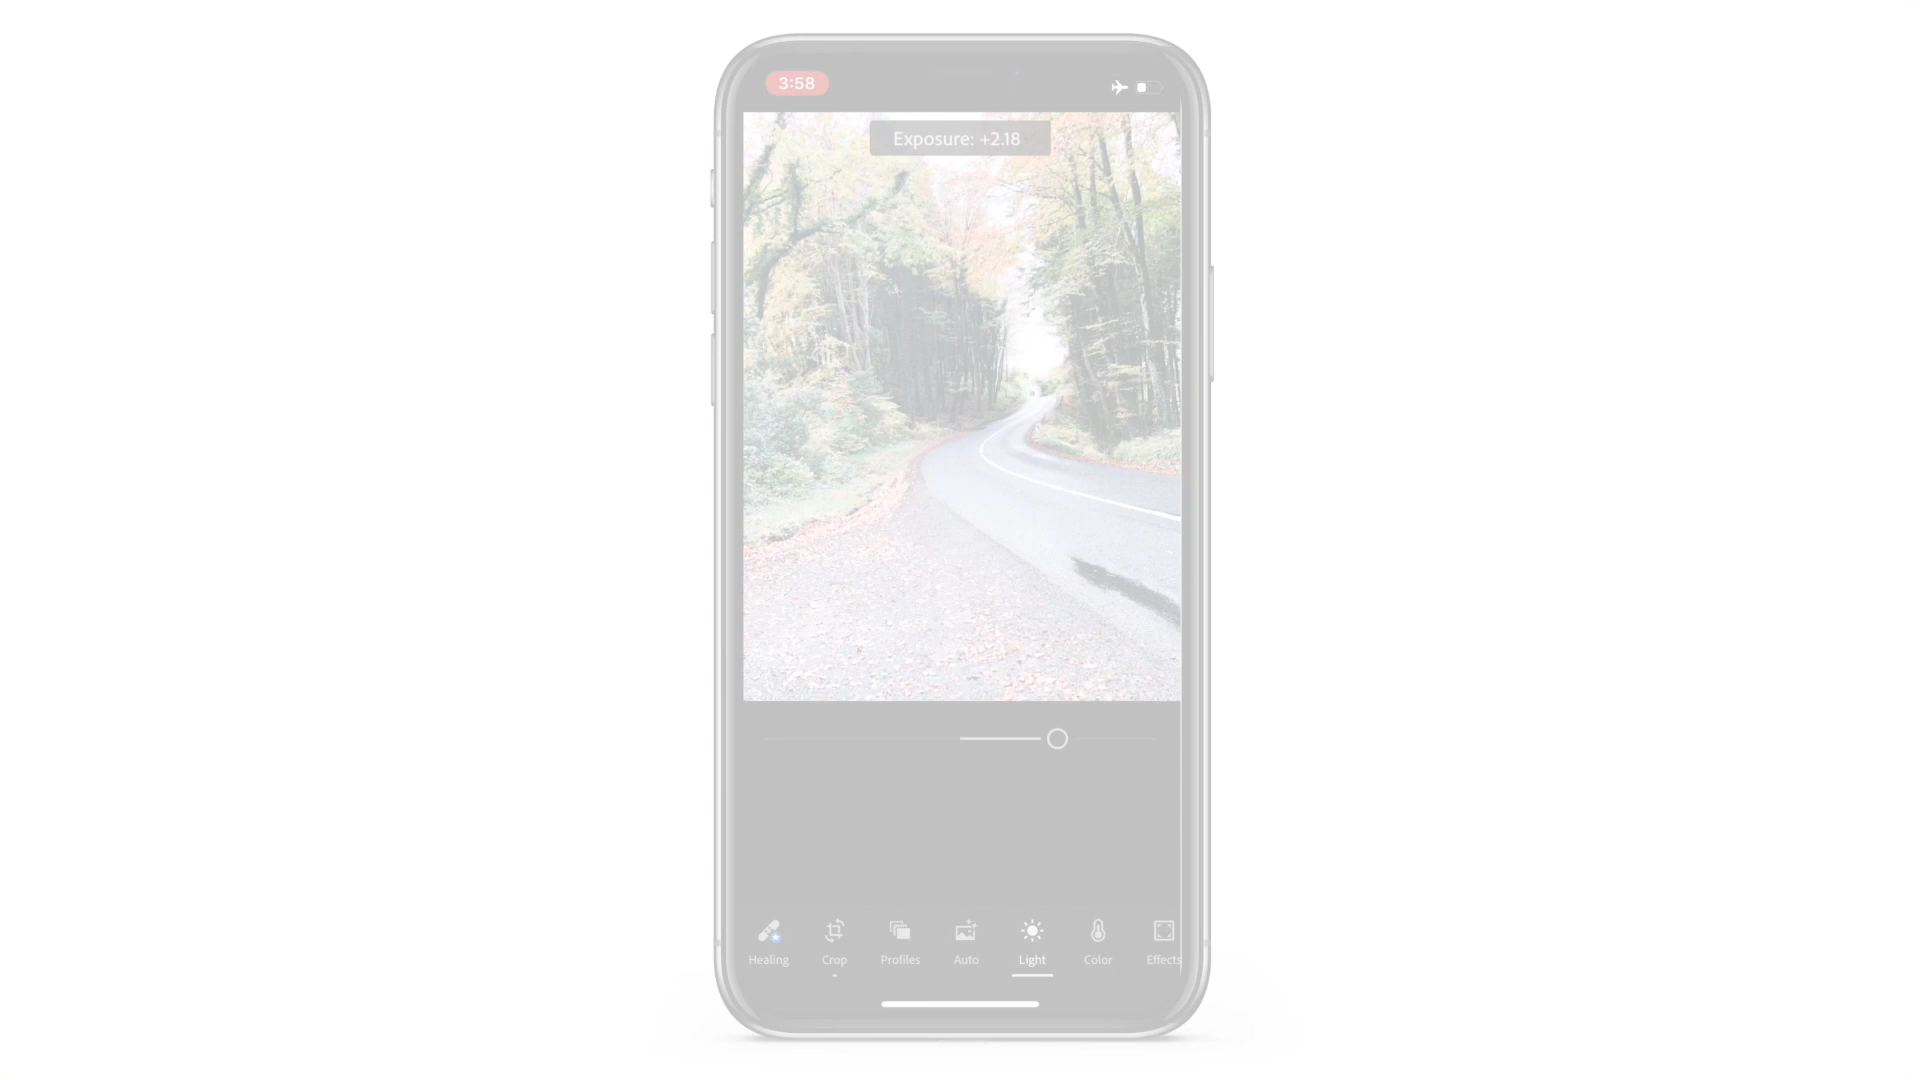 3:58
Exposure: +2.18
Healing
Crop
Profiles
Auto
Light
Color
Effects